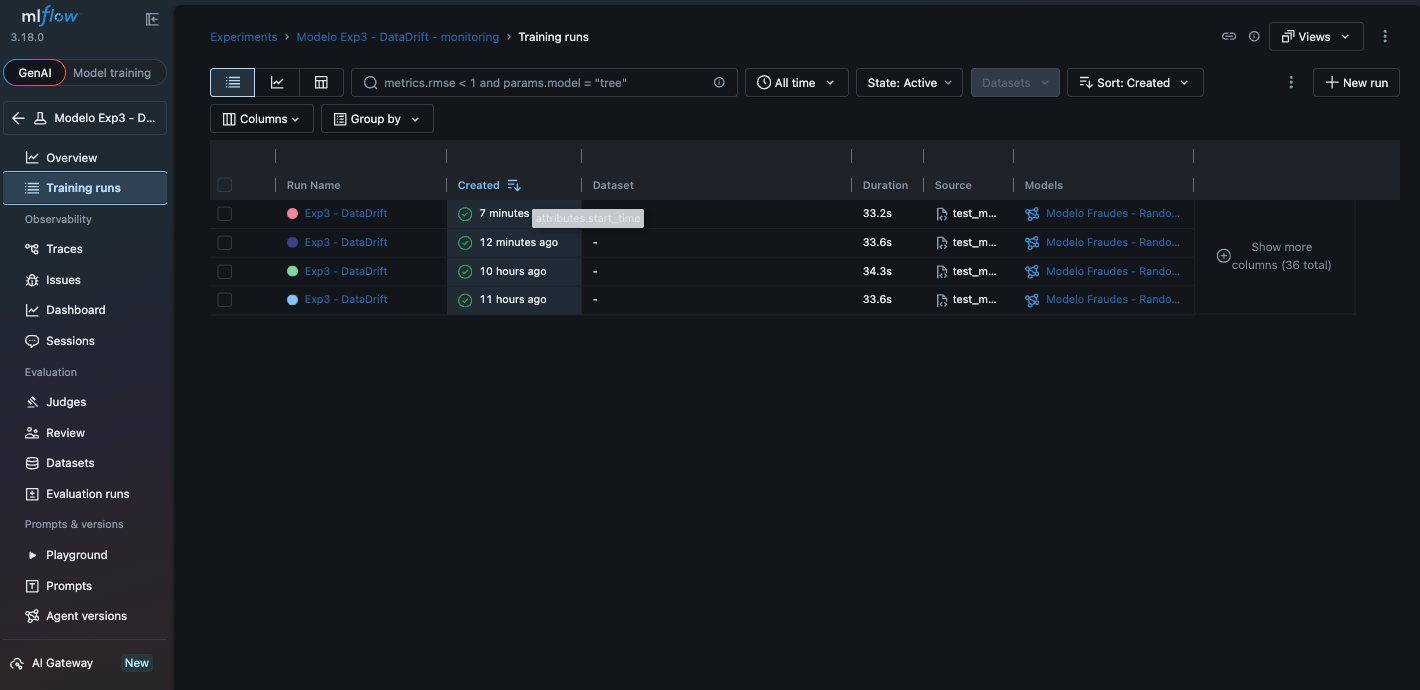 mlflow
3.18.0
GenAI Model training
Modelo Exp3 - D...
Overview
Training runs
Observability
Traces
Issues
Dashboard
Sessions
Evaluation
Judges
Review
Datasets
Evaluation runs
Prompts & versions
Playground
Prompts
Agent versions
AI Gateway New
Experiments > Modelo Exp3 - DataDrift - monitoring > Training runs
Views
metrics.rmse < 1 and params.model = "tree" All time State: Active Datasets Sort: Created New run
Columns Group by
Run Name Created Dataset Duration Source Models
Exp3 - DataDrift 7 minutes 33.2s test_m... Modelo Fraudes - Rando...
attributes.start_time
Exp3 - DataDrift 12 minutes ago - 33.6s test_m... Modelo Fraudes - Rando...
Exp3 - DataDrift 10 hours ago - 34.3s test_m... Modelo Fraudes - Rando...
Exp3 - DataDrift 11 hours ago - 33.6s test_m... Modelo Fraudes - Rando...
Show more
columns (36 total)